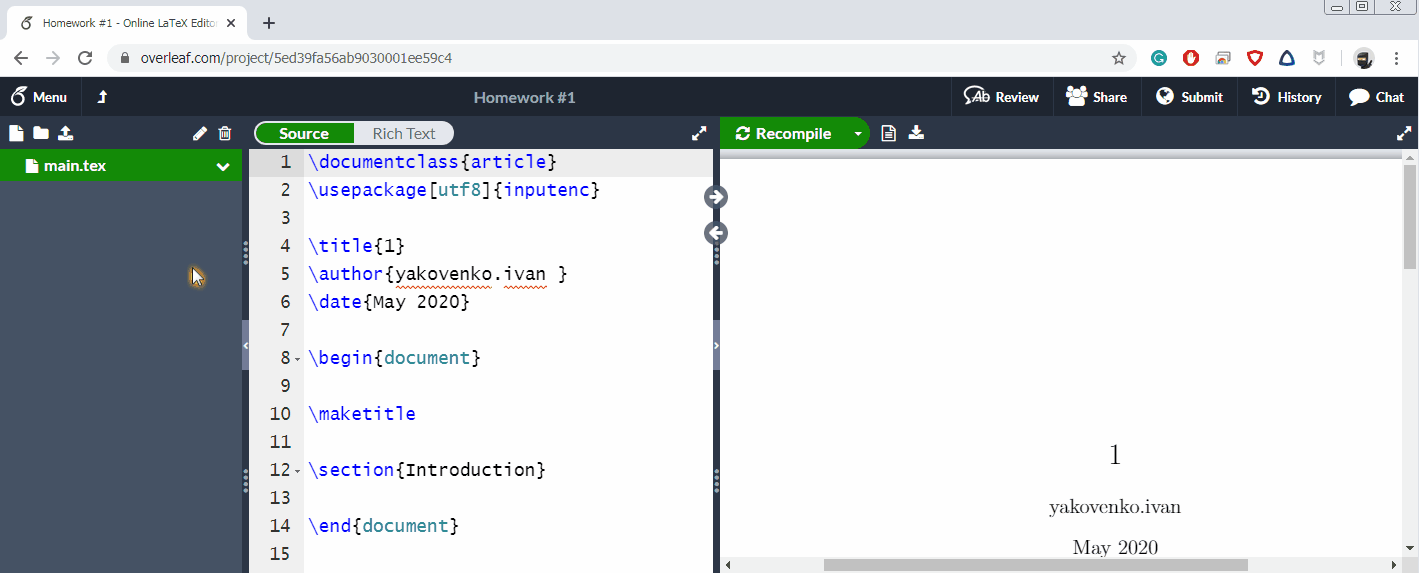 Homework #1 - Online LaTeX Editor
overleaf.com/project/5ed39fa56ab9030001ee59c4
Menu
Homework #1
Review
Share
Submit
History
Chat
Source
Rich Text
Recompile
main.tex
1 \documentclass{article}
2 \usepackage[utf8]{inputenc}
3
4 \title{1}
5 \author{yakovenko.ivan }
6 \date{May 2020}
7
8 \begin{document}
9
10 \maketitle
11
12 \section{Introduction}
13
14 \end{document}
15
1
yakovenko.ivan
May 2020